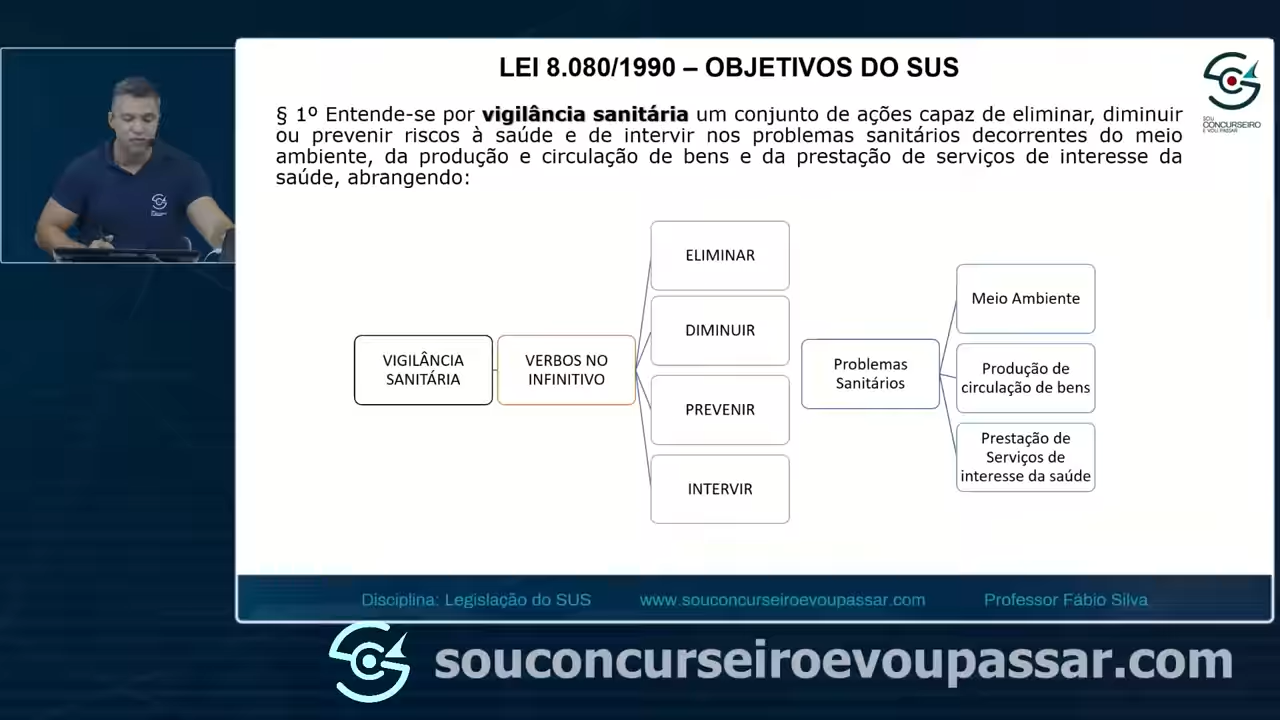 LEI 8.080/1990 – OBJETIVOS DO SUS
§ 1º Entende-se por vigilância sanitária um conjunto de ações capaz de eliminar, diminuir
ou prevenir riscos à saúde e de intervir nos problemas sanitários decorrentes do meio
ambiente, da produção e circulação de bens e da prestação de serviços de interesse da
saúde, abrangendo:
SOU
CONCURSEIRO
E VOU PASSAR
VIGILÂNCIA
SANITÁRIA
VERBOS NO
INFINITIVO
ELIMINAR
DIMINUIR
PREVENIR
INTERVIR
Problemas
Sanitários
Meio Ambiente
Produção de
circulação de bens
Prestação de
Serviços de
interesse da saúde
Disciplina: Legislação do SUS
www.souconcurseiroevoupassar.com
Professor Fábio Silva
souconcurseiroevoupassar.com